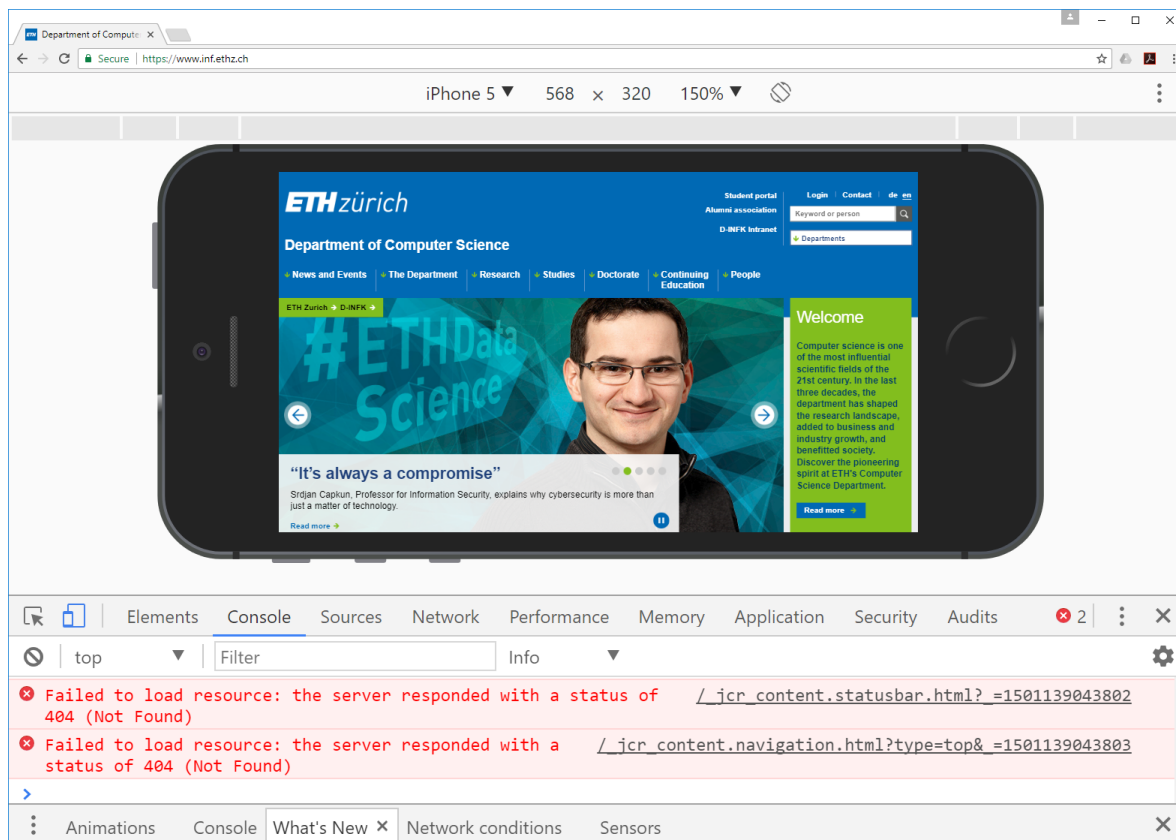 Department of Compute
Secure | https://www.inf.ethz.ch
iPhone 5 ▼ 568 × 320 150% ▼
ETH zürich
Student portal
Alumni association
D-INFK Intranet
Login Contact de en
Keyword or person
Departments
Department of Computer Science
News and Events The Department Research Studies Doctorate Continuing Education People
ETH Zurich → D-INFK →
#ETHData
Science
Welcome
Computer science is one
of the most influential
scientific fields of the
21st century. In the last
three decades, the
department has shaped
the research landscape,
added to business and
industry growth, and
benefitted society.
Discover the pioneering
spirit at ETH's Computer
Science Department.
Read more →
“It’s always a compromise”
Srdjan Capkun, Professor for Information Security, explains why cybersecurity is more than
just a matter of technology.
Read more →
Elements Console Sources Network Performance Memory Application Security Audits 2
top ▼ Filter Info ▼
Failed to load resource: the server responded with a status of /_jcr_content.statusbar.html?_=1501139043802
404 (Not Found)
Failed to load resource: the server responded with a /_jcr_content.navigation.html?type=top&_=1501139043803
status of 404 (Not Found)
>
Animations Console What's New × Network conditions Sensors